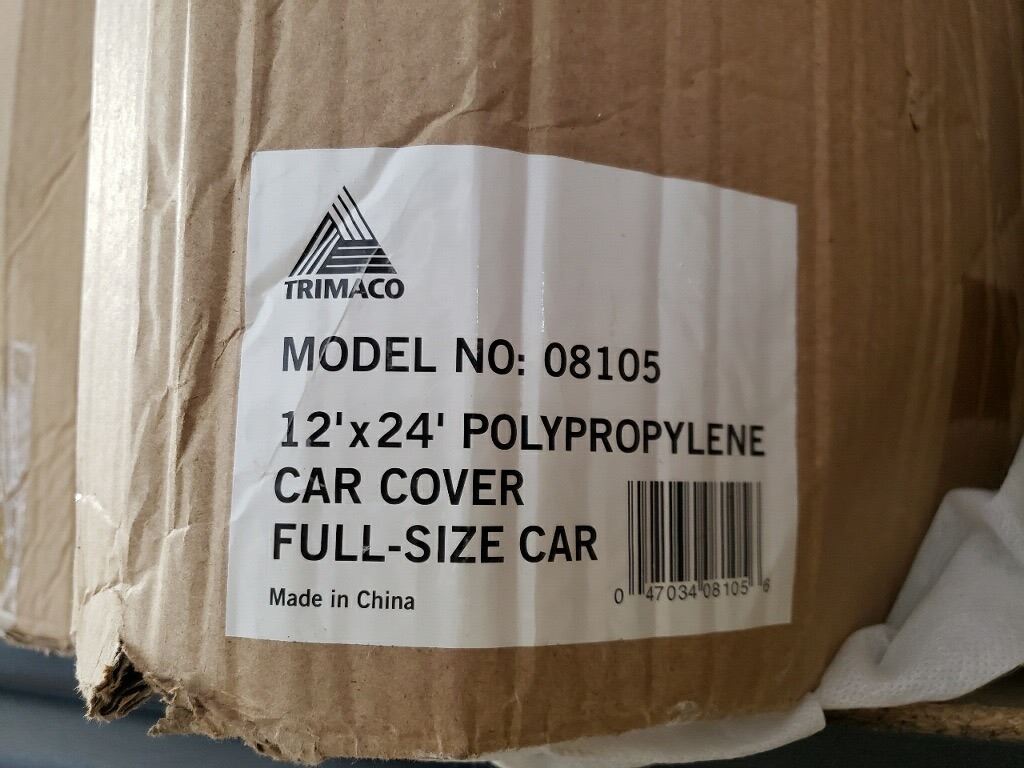 TRIMACO
MODEL NO: 08105
12'x24' POLYPROPYLENE
CAR COVER
FULL-SIZE CAR
Made in China
0 47034 08105 6